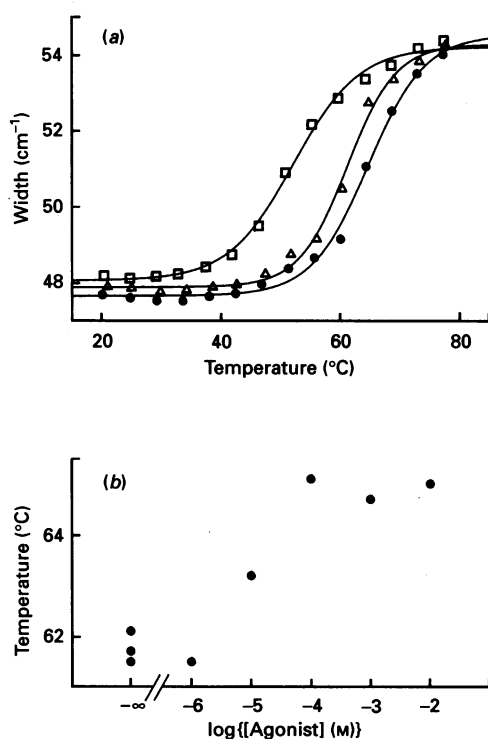 (a)
54
52
50
48
Width (cm⁻¹)
20 40 60 80
Temperature (°C)
(b)
64
62
Temperature (°C)
−∞ −6 −5 −4 −3 −2
log{[Agonist] (M)}